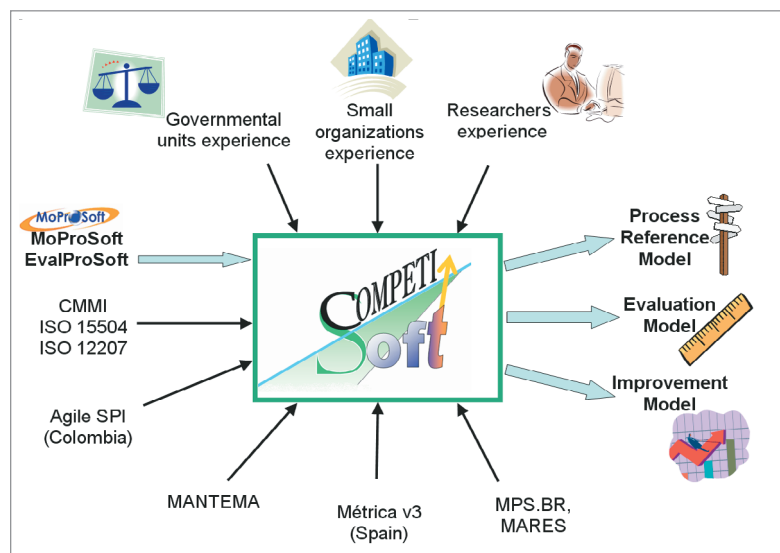 Governmental
units experience
Small
organizations
experience
Researchers
experience
MoProSoft
MoProSoft
EvalProSoft
CMMI
ISO 15504
ISO 12207
Agile SPI
(Colombia)
MANTEMA
Métrica v3
(Spain)
MPS.BR,
MARES
COMPETI
Soft
Process
Reference
Model
Evaluation
Model
Improvement
Model